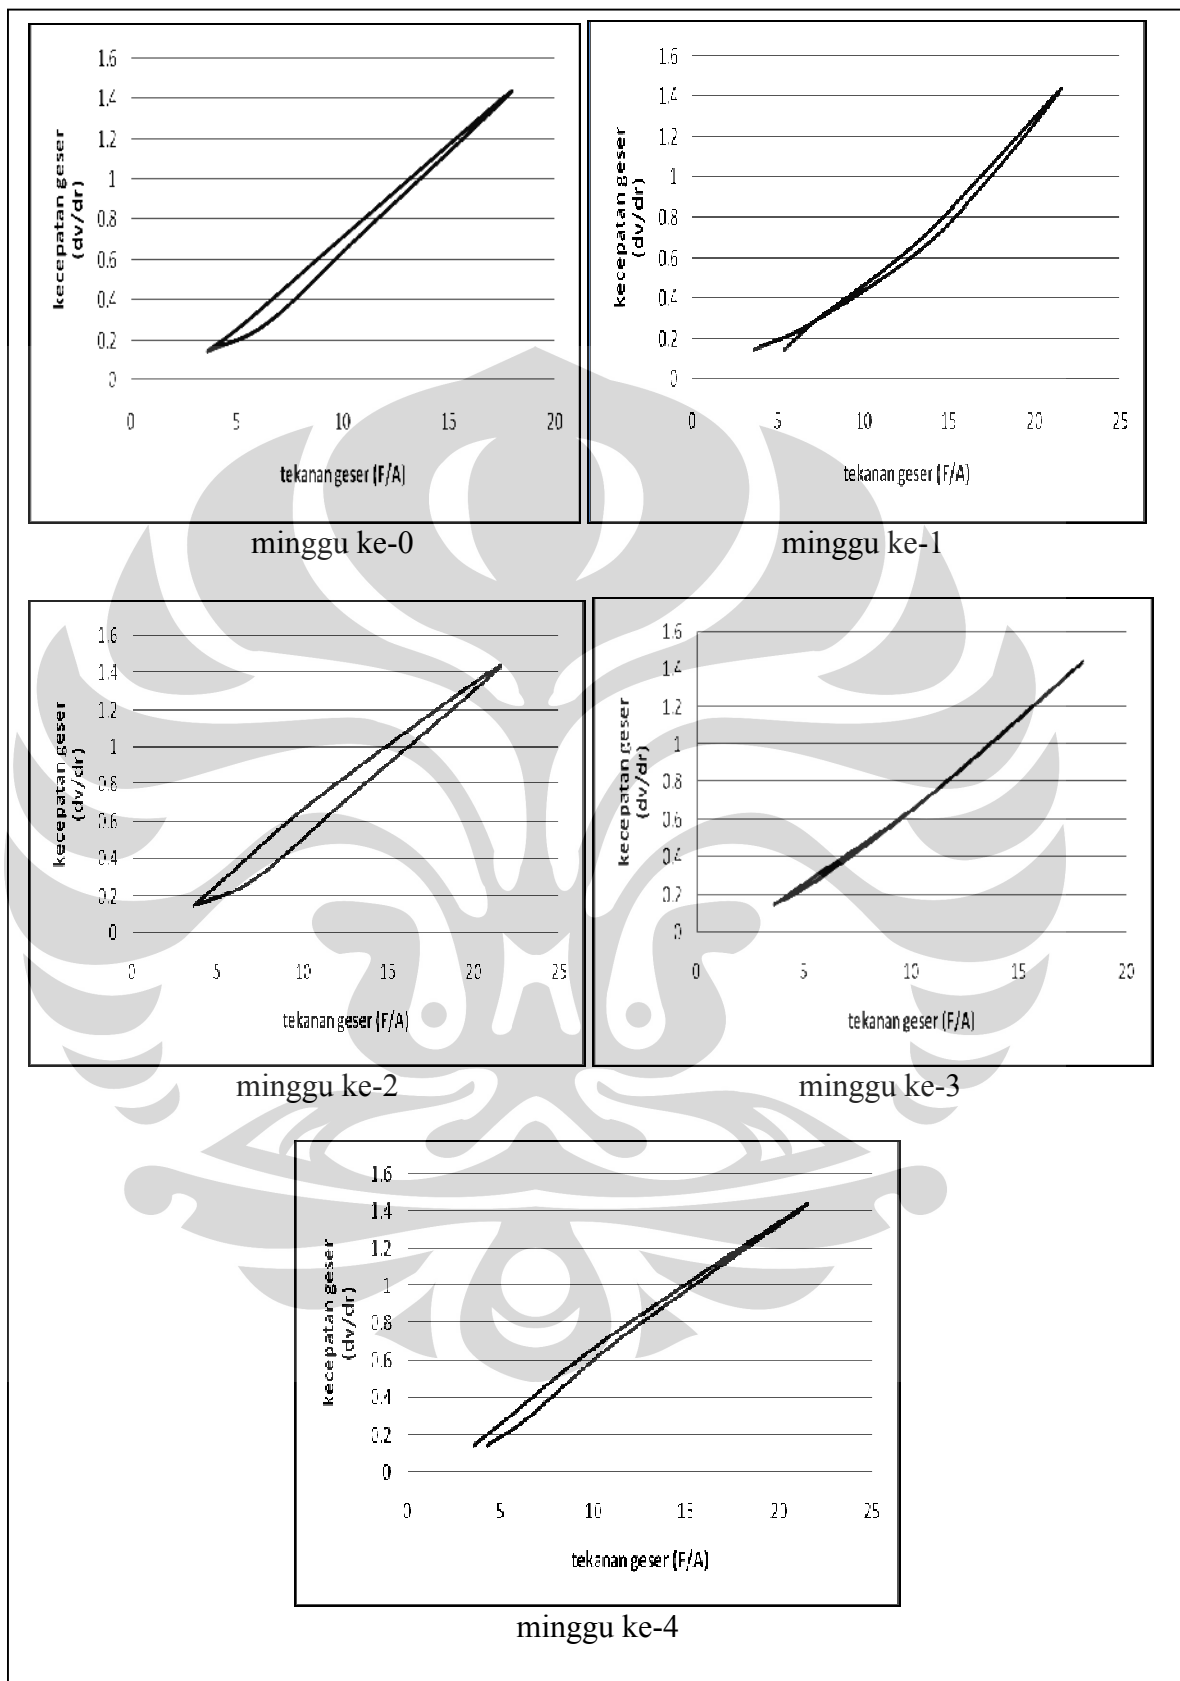 1.6
1.4
1.2
1
0.8
0.6
0.4
0.2
0
kecepatan geser
(dv/dr)
0 5 10 15 20
tekanan geser (F/A)
minggu ke-0
1.6
1.4
1.2
1
0.8
0.6
0.4
0.2
0
kecepatan geser
(dv/dr)
0 5 10 15 20 25
tekanan geser (F/A)
minggu ke-1
1.6
1.4
1.2
1
0.8
0.6
0.4
0.2
0
kecepatan geser
(dv/dr)
0 5 10 15 20 25
tekanan geser (F/A)
minggu ke-2
1.6
1.4
1.2
1
0.8
0.6
0.4
0.2
0
kecepatan geser
(dv/dr)
0 5 10 15 20
tekanan geser (F/A)
minggu ke-3
1.6
1.4
1.2
1
0.8
0.6
0.4
0.2
0
kecepatan geser
(dv/dr)
0 5 10 15 20 25
tekanan geser (F/A)
minggu ke-4